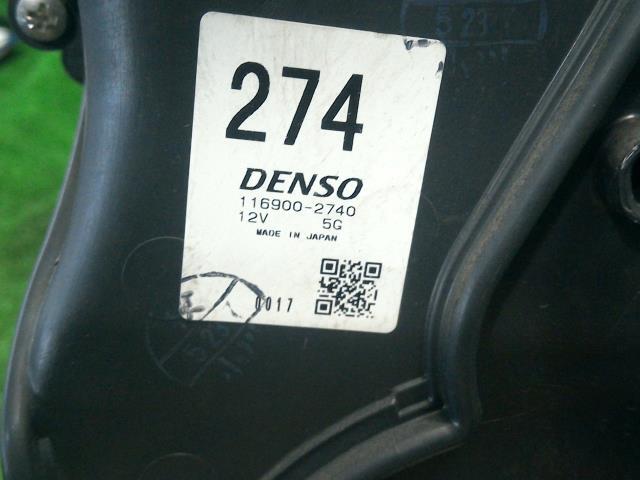 274
DENSO
116900-2740
12V 5G
MADE IN JAPAN
0017